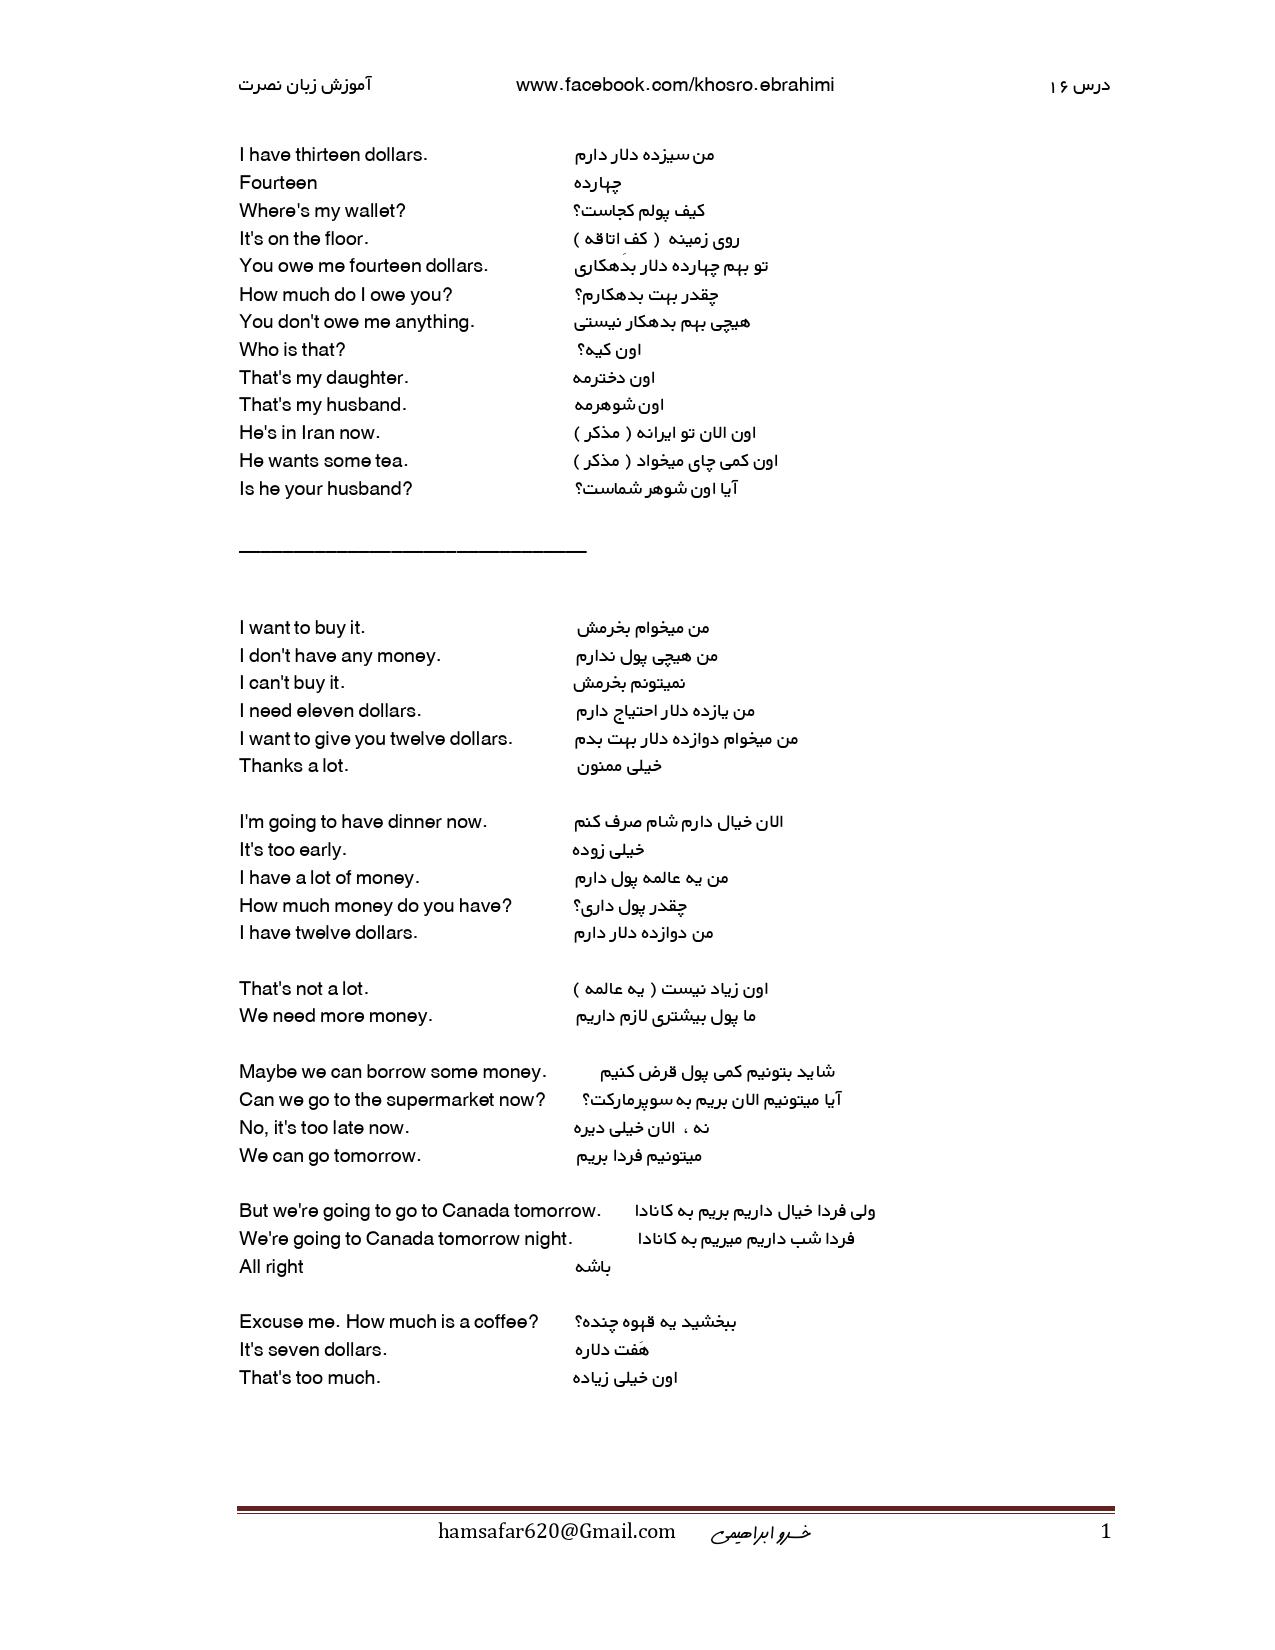 آموزش زبان نصرت www.facebook.com/khosro.ebrahimi درس ۱۶
I have thirteen dollars. من سیزده دلار دارم
Fourteen چهارده
Where's my wallet? کیف پولم کجاست؟
It's on the floor. روی زمینه ( کف اتاقه )
You owe me fourteen dollars. تو بهم چهارده دلار بدَهکاری
How much do I owe you? چقدر بهت بدهکارم؟
You don't owe me anything. هیچی بهم بدهکار نیستی
Who is that? اون کیه؟
That's my daughter. اون دخترمه
That's my husband. اون شوهرمه
He's in Iran now. اون الان تو ایرانه ( مذکر )
He wants some tea. اون کمی چای میخواد ( مذکر )
Is he your husband? آیا اون شوهر شماست؟
I want to buy it. من میخوام بخرمش
I don't have any money. من هیچی پول ندارم
I can't buy it. نمیتونم بخرمش
I need eleven dollars. من یازده دلار احتیاج دارم
I want to give you twelve dollars. من میخوام دوازده دلار بهت بدم
Thanks a lot. خیلی ممنون
I'm going to have dinner now. الان خیال دارم شام صرف کنم
It's too early. خیلی زوده
I have a lot of money. من یه عالمه پول دارم
How much money do you have? چقدر پول داری؟
I have twelve dollars. من دوازده دلار دارم
That's not a lot. اون زیاد نیست ( یه عالمه )
We need more money. ما پول بیشتری لازم داریم
Maybe we can borrow some money. شاید بتونیم کمی پول قرض کنیم
Can we go to the supermarket now? آیا میتونیم الان بریم به سوپرمارکت؟
No, it's too late now. نه ، الان خیلی دیره
We can go tomorrow. میتونیم فردا بریم
But we're going to go to Canada tomorrow. ولی فردا خیال داریم بریم به کانادا
We're going to Canada tomorrow night. فردا شب داریم میریم به کانادا
All right باشه
Excuse me. How much is a coffee? ببخشید یه قهوه چنده؟
It's seven dollars. هَفت دلاره
That's too much. اون خیلی زیاده
hamsafar620@Gmail.com خسرو ابراهیمی 1